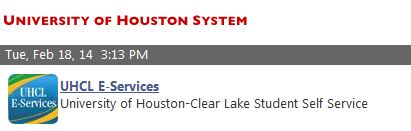 UNIVERSITY OF HOUSTON SYSTEM
Tue, Feb 18, 14 3:13 PM
UHCL
E-Services
UHCL E-Services
University of Houston-Clear Lake Student Self Service